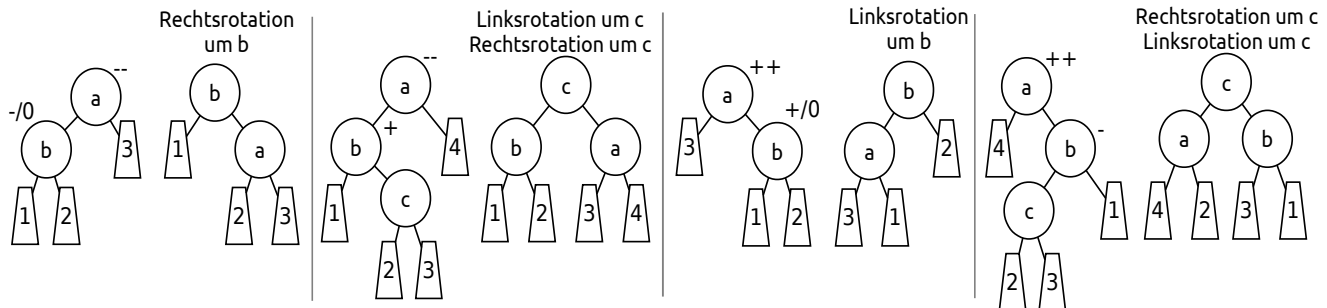 Rechtsrotation
um b
--
a
-/0
b
3
1
2
b
1
a
2
3
Linksrotation um c
Rechtsrotation um c
--
a
+
b
4
1
c
2
3
c
b
a
1
2
3
4
Linksrotation
um b
++
a
+/0
3
b
1
2
b
a
2
3
1
Rechtsrotation um c
Linksrotation um c
++
a
-
4
b
c
1
2
3
c
a
b
4
2
3
1